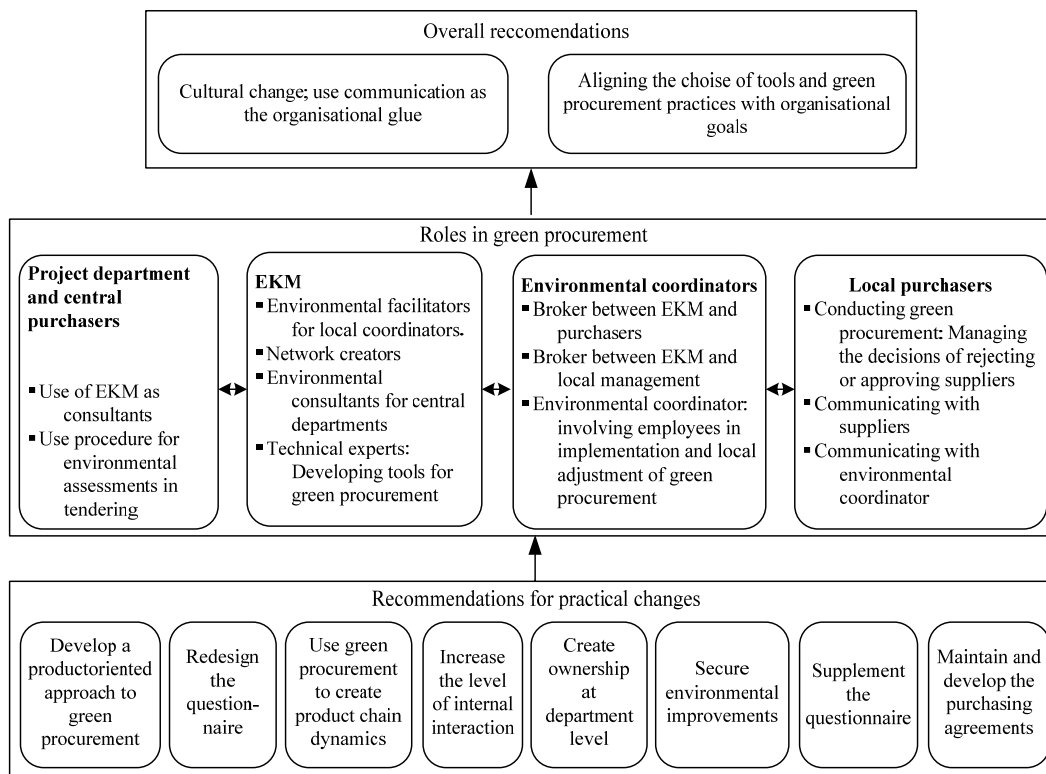 Overall reccomendations
Cultural change; use communication as
the organisational glue
Aligning the choise of tools and green
procurement practices with organisational
goals
Roles in green procurement
Project department
and central
purchasers
▪ Use of EKM as
consultants
▪ Use procedure for
environmental
assessments in
tendering
EKM
▪ Environmental facilitators
for local coordinators.
▪ Network creators
▪ Environmental
consultants for central
departments
▪ Technical experts:
Developing tools for
green procurement
Environmental coordinators
▪ Broker between EKM and
purchasers
▪ Broker between EKM and
local management
▪ Environmental coordinator:
involving employees in
implementation and local
adjustment of green
procurement
Local purchasers
▪ Conducting green
procurement: Managing
the decisions of rejecting
or approving suppliers
▪ Communicating with
suppliers
▪ Communicating with
environmental
coordinator
Recommendations for practical changes
Develop a
productoriented
approach to
green
procurement
Redesign
the
question-
naire
Use green
procurement
to create
product chain
dynamics
Increase
the level
of internal
interaction
Create
ownership
at
department
level
Secure
environmental
improvements
Supplement
the
questionnaire
Maintain and
develop the
purchasing
agreements